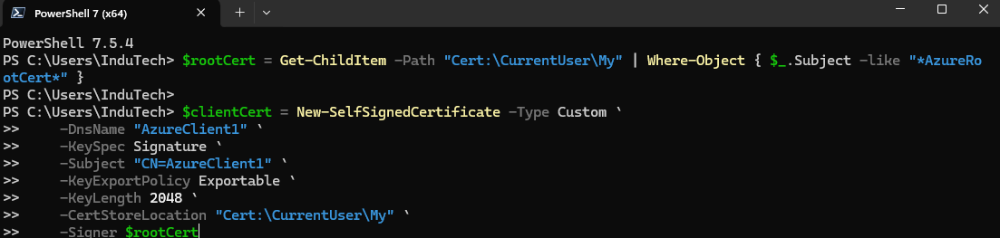 PowerShell 7 (x64)
PowerShell 7.5.4
PS C:\Users\InduTech> $rootCert = Get-ChildItem -Path "Cert:\CurrentUser\My" | Where-Object { $_.Subject -like "*AzureRo
otCert*" }
PS C:\Users\InduTech>
PS C:\Users\InduTech> $clientCert = New-SelfSignedCertificate -Type Custom `
>>     -DnsName "AzureClient1" `
>>     -KeySpec Signature `
>>     -Subject "CN=AzureClient1" `
>>     -KeyExportPolicy Exportable `
>>     -KeyLength 2048 `
>>     -CertStoreLocation "Cert:\CurrentUser\My" `
>>     -Signer $rootCert